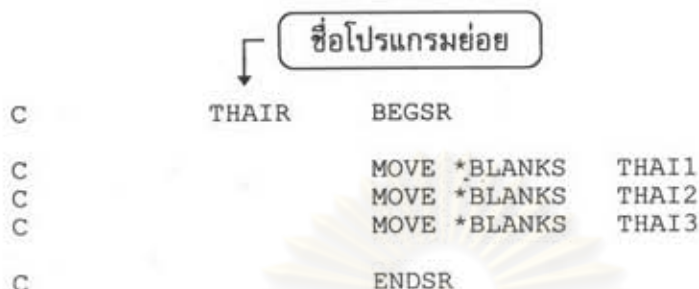 ชื่อโปรแกรมย่อย
C THAIR BEGSR
C MOVE *BLANKS THAI1
C MOVE *BLANKS THAI2
C MOVE *BLANKS THAI3
C ENDSR